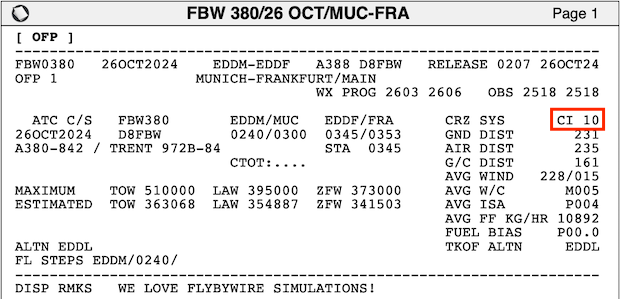 FBW 380/26 OCT/MUC-FRA Page 1
[ OFP ]
FBW0380 26OCT2024 EDDM-EDDF A388 D8FBW RELEASE 0207 26OCT24
OFP 1 MUNICH-FRANKFURT/MAIN
WX PROG 2603 2606 OBS 2518 2518
ATC C/S FBW380 EDDM/MUC EDDF/FRA CRZ SYS CI 10
26OCT2024 D8FBW 0240/0300 0345/0353 GND DIST 231
A380-842 / TRENT 972B-84 STA 0345 AIR DIST 235
CTOT:.... G/C DIST 161
AVG WIND 228/015
MAXIMUM TOW 510000 LAW 395000 ZFW 373000 AVG W/C M005
ESTIMATED TOW 363068 LAW 354887 ZFW 341503 AVG ISA P004
AVG FF KG/HR 10892
FUEL BIAS P00.0
ALTN EDDL TKOF ALTN EDDL
FL STEPS EDDM/0240/
DISP RMKS WE LOVE FLYBYWIRE SIMULATIONS!